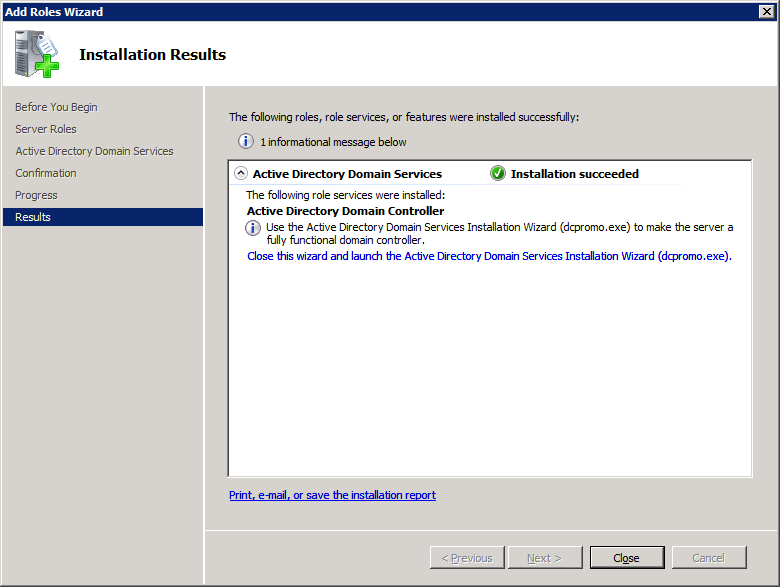 Add Roles Wizard
Installation Results
Before You Begin
Server Roles
Active Directory Domain Services
Confirmation
Progress
Results
The following roles, role services, or features were installed successfully:
1 informational message below
Active Directory Domain Services
Installation succeeded
The following role services were installed:
Active Directory Domain Controller
Use the Active Directory Domain Services Installation Wizard (dcpromo.exe) to make the server a
fully functional domain controller.
Close this wizard and launch the Active Directory Domain Services Installation Wizard (dcpromo.exe).
Print, e-mail, or save the installation report
< Previous
Next >
Close
Cancel